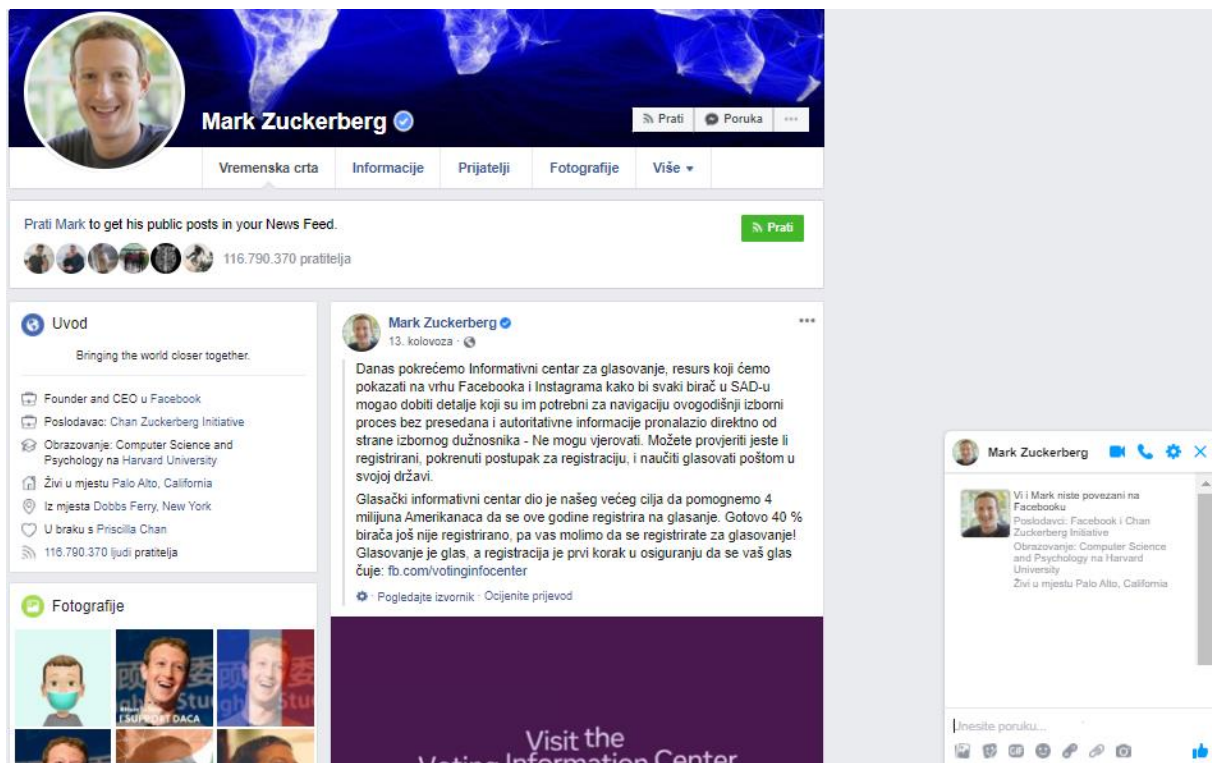 Mark Zuckerberg
Prati
Poruka
Vremenska crta
Informacije
Prijatelji
Fotografije
Više
Prati Mark to get his public posts in your News Feed.
Prati
116.790.370 pratitelja
Uvod
Bringing the world closer together.
Founder and CEO u Facebook
Poslodavac: Chan Zuckerberg Initiative
Obrazovanje: Computer Science and
Psychology na Harvard University
Živi u mjestu Palo Alto, California
Iz mjesta Dobbs Ferry, New York
U braku s Priscilla Chan
116.790.370 ljudi pratitelja
Fotografije
I SUPPORT DACA
Mark Zuckerberg
13. kolovoza ·
Danas pokrećemo Informativni centar za glasovanje, resurs koji ćemo
pokazati na vrhu Facebooka i Instagrama kako bi svaki birač u SAD-u
mogao dobiti detalje koji su im potrebni za navigaciju ovogodišnji izborni
proces bez presedana i autoritativne informacije pronalazio direktno od
strane izbornog dužnosnika - Ne mogu vjerovati. Možete provjeriti jeste li
registrirani, pokrenuti postupak za registraciju, i naučiti glasovati poštom u
svojoj državi.
Glasački informativni centar dio je našeg većeg cilja da pomognemo 4
milijuna Amerikanaca da se ove godine registrira na glasanje. Gotovo 40 %
birača još nije registrirano, pa vas molimo da se registrirate za glasovanje!
Glasovanje je glas, a registracija je prvi korak u osiguranju da se vaš glas
čuje: fb.com/votinginfocenter
· Pogledajte izvornik · Ocijenite prijevod
Visit the
Voting Information Center
Mark Zuckerberg
Vi i Mark niste povezani na
Facebooku
Poslodavci: Facebook i Chan
Zuckerberg Initiative
Obrazovanje: Computer Science
and Psychology na Harvard
University
Živi u mjestu Palo Alto, California
Unesite poruku...
GIF